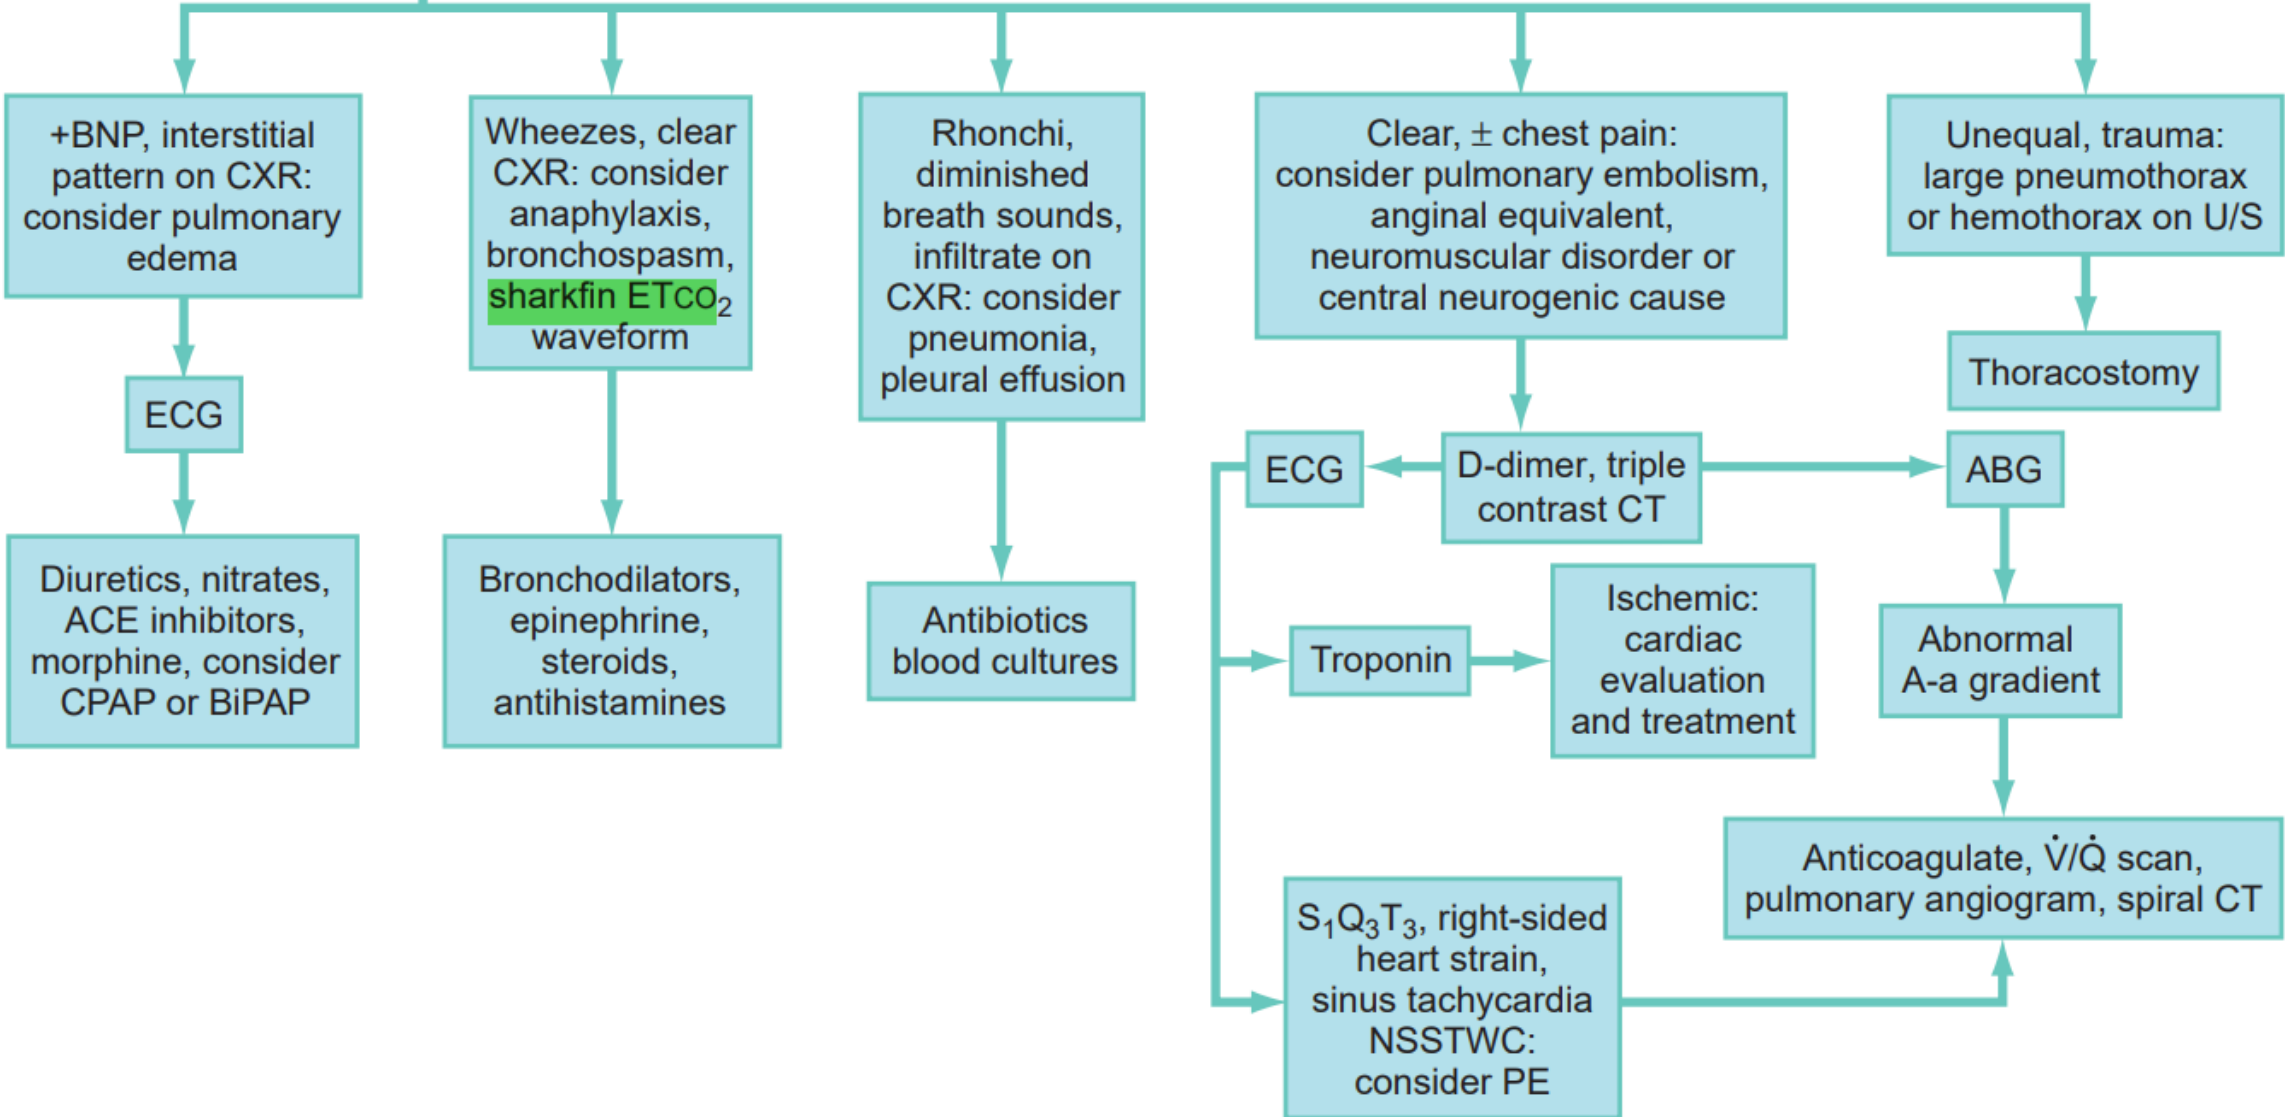 +BNP, interstitial
pattern on CXR:
consider pulmonary
edema
ECG
Diuretics, nitrates,
ACE inhibitors,
morphine, consider
CPAP or BiPAP
Wheezes, clear
CXR: consider
anaphylaxis,
bronchospasm,
sharkfin ETCO₂
waveform
Bronchodilators,
epinephrine,
steroids,
antihistamines
Rhonchi,
diminished
breath sounds,
infiltrate on
CXR: consider
pneumonia,
pleural effusion
Antibiotics
blood cultures
Clear, ± chest pain:
consider pulmonary embolism,
anginal equivalent,
neuromuscular disorder or
central neurogenic cause
D-dimer, triple
contrast CT
ECG
Troponin
Ischemic:
cardiac
evaluation
and treatment
S₁Q₃T₃, right-sided
heart strain,
sinus tachycardia
NSSTWC:
consider PE
ABG
Abnormal
A-a gradient
Anticoagulate, V̇/Q̇ scan,
pulmonary angiogram, spiral CT
Unequal, trauma:
large pneumothorax
or hemothorax on U/S
Thoracostomy